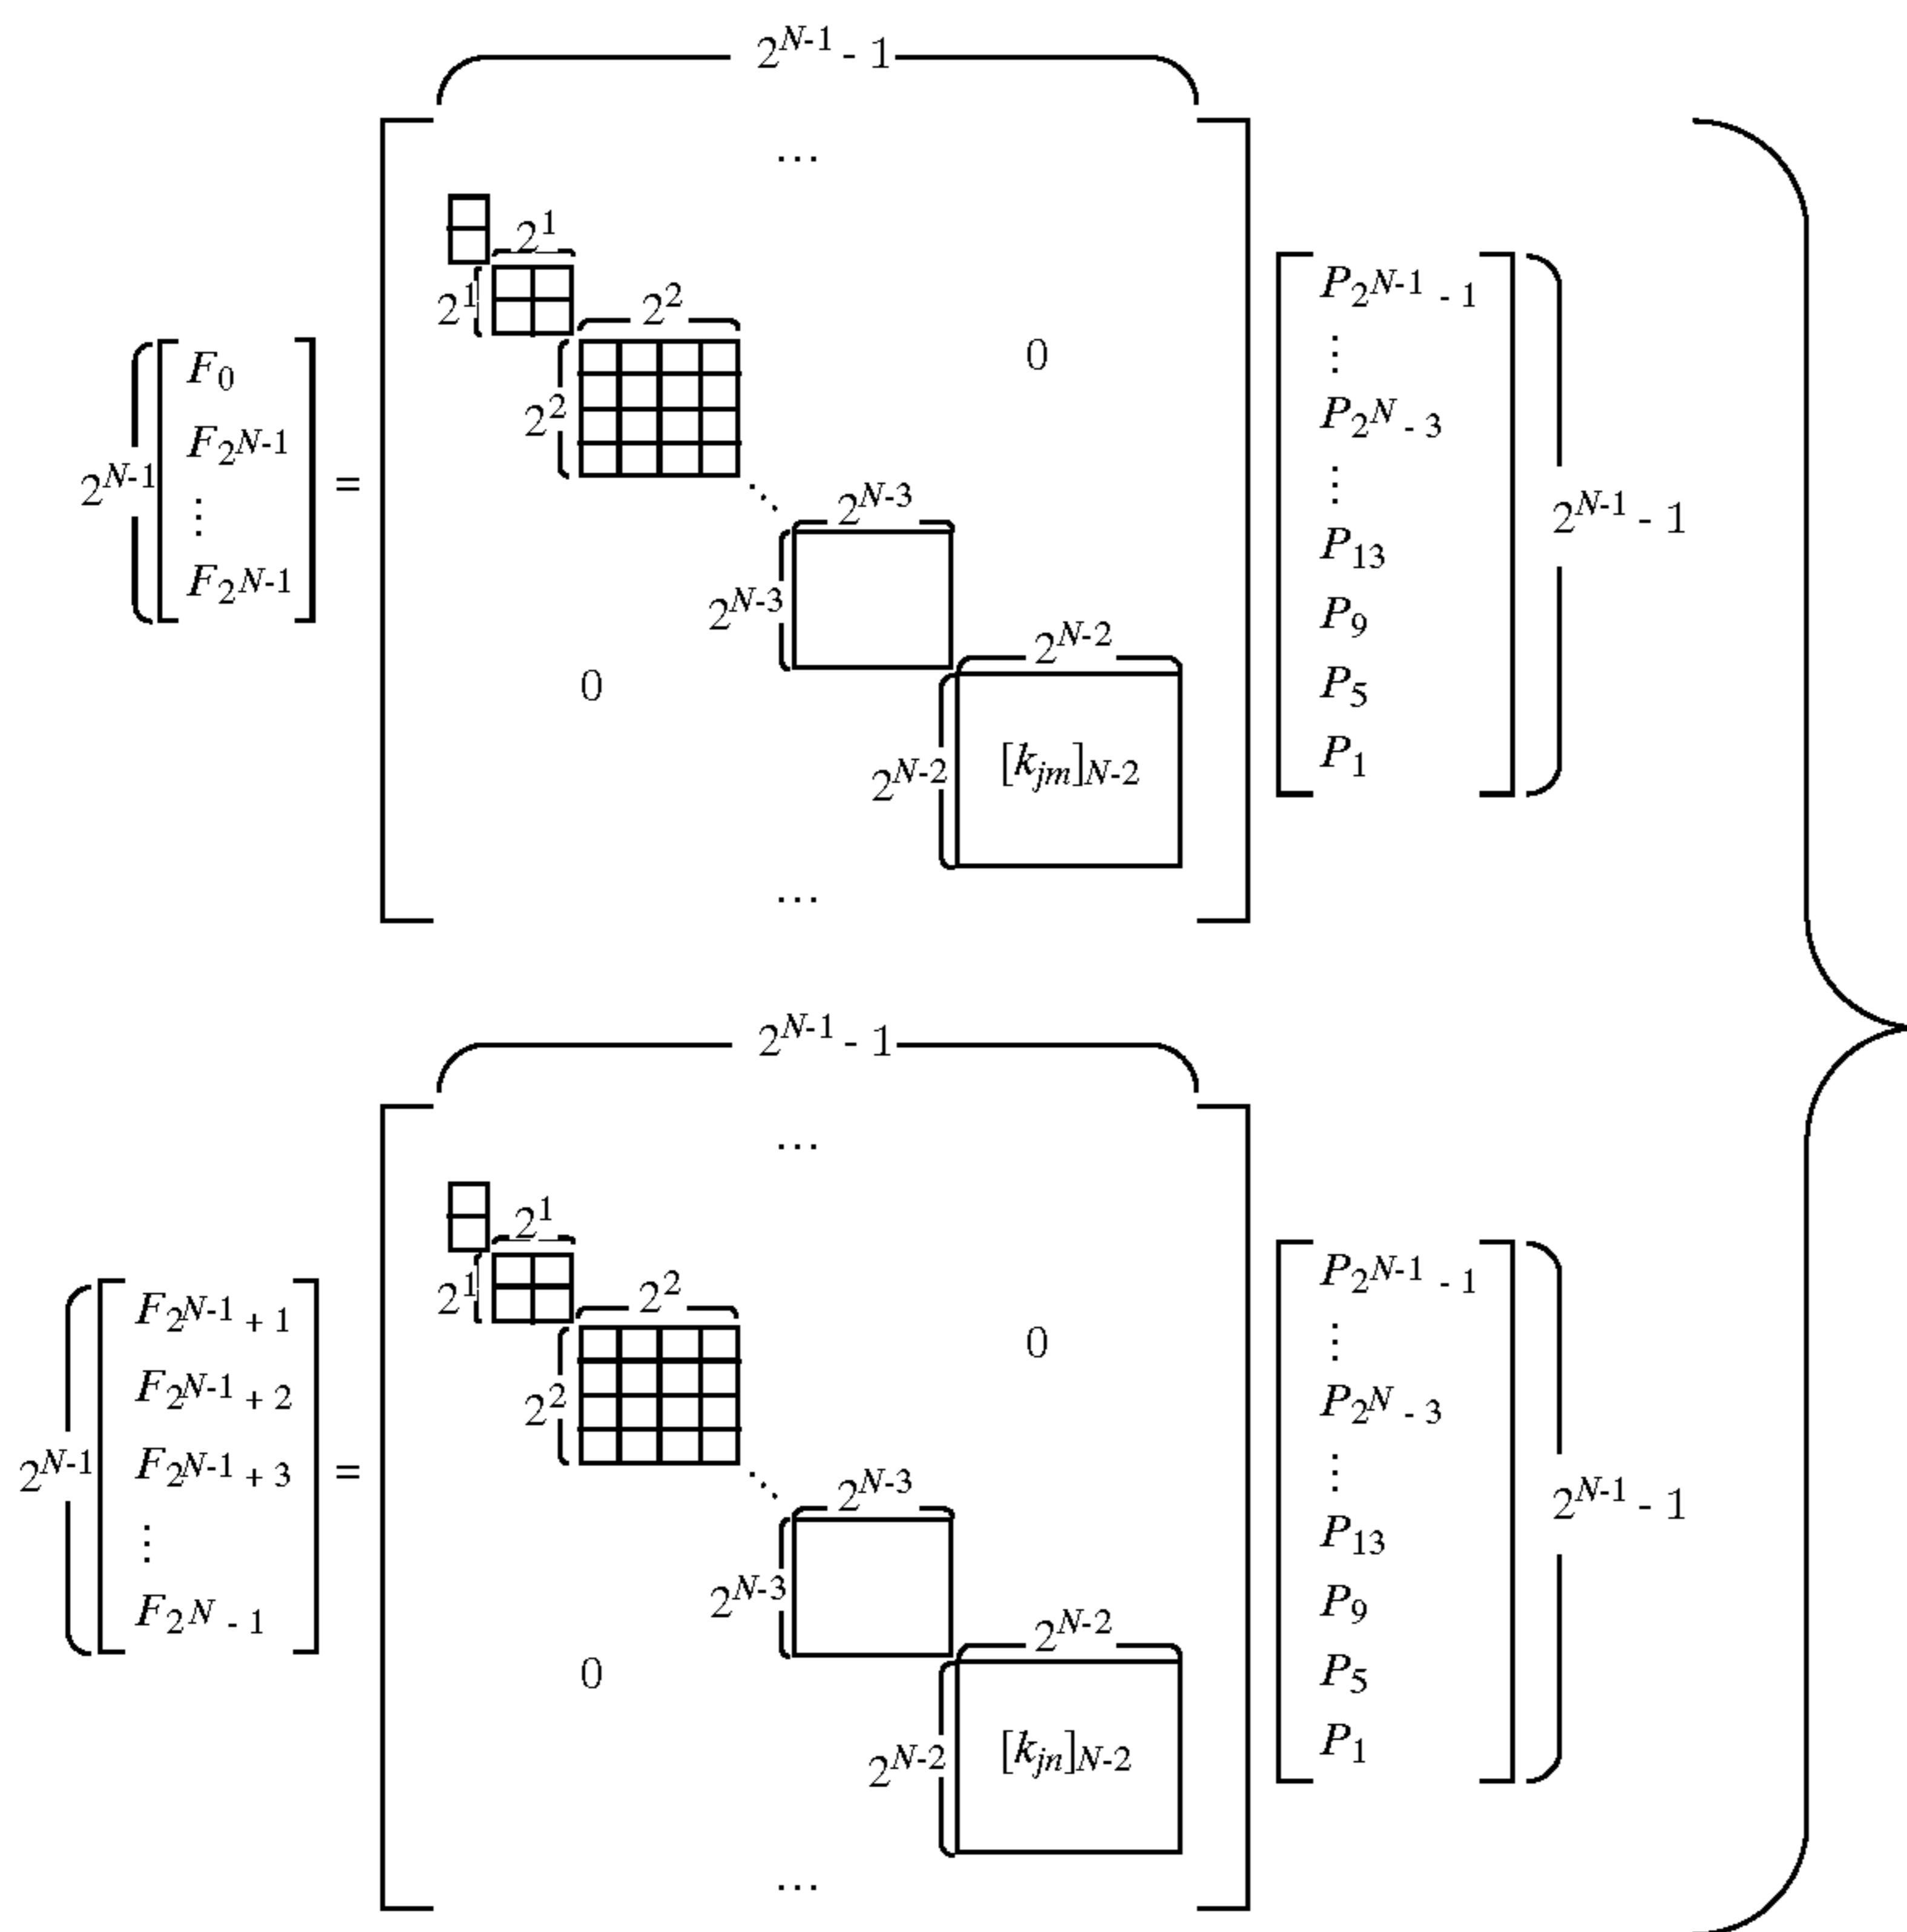 2^{N-1} - 1
...
2^1
2^1
2^2
2^2
0
2^{N-1} [ F_0
F_{2^{N-1}}
⋮
F_{2^{N-1}} ] =
⋱
2^{N-3}
2^{N-3}
0
2^{N-2}
2^{N-2} [k_{jm}]_{N-2}
...
[ P_{2^{N-1} - 1}
⋮
P_{2^N - 3}
⋮
P_{13}
P_9
P_5
P_1 ] 2^{N-1} - 1
2^{N-1} - 1
...
2^1
2^1
2^2
2^2
0
2^{N-1} [ F_{2^{N-1} + 1}
F_{2^{N-1} + 2}
F_{2^{N-1} + 3}
⋮
F_{2^N - 1} ] =
⋱
2^{N-3}
2^{N-3}
0
2^{N-2}
2^{N-2} [k_{jn}]_{N-2}
...
[ P_{2^{N-1} - 1}
⋮
P_{2^N - 3}
⋮
P_{13}
P_9
P_5
P_1 ] 2^{N-1} - 1